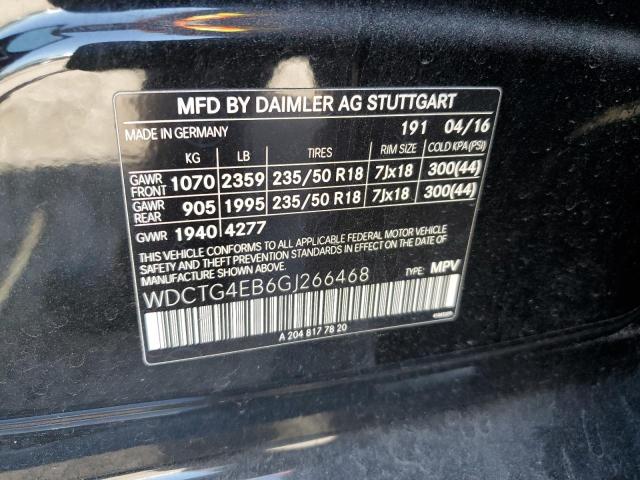 MFD BY DAIMLER AG STUTTGART
MADE IN GERMANY 191 04/16
KG LB TIRES RIM SIZE COLD KPA (PSI)
GAWR FRONT 1070 2359 235/50 R18 7Jx18 300(44)
GAWR REAR 905 1995 235/50 R18 7Jx18 300(44)
GVWR 1940 4277
THIS VEHICLE CONFORMS TO ALL APPLICABLE FEDERAL MOTOR VEHICLE
SAFETY AND THEFT PREVENTION STANDARDS IN EFFECT ON THE DATE OF
MANUFACTURE SHOWN ABOVE.
TYPE: MPV
WDCTG4EB6GJ266468
A 204 817 78 20